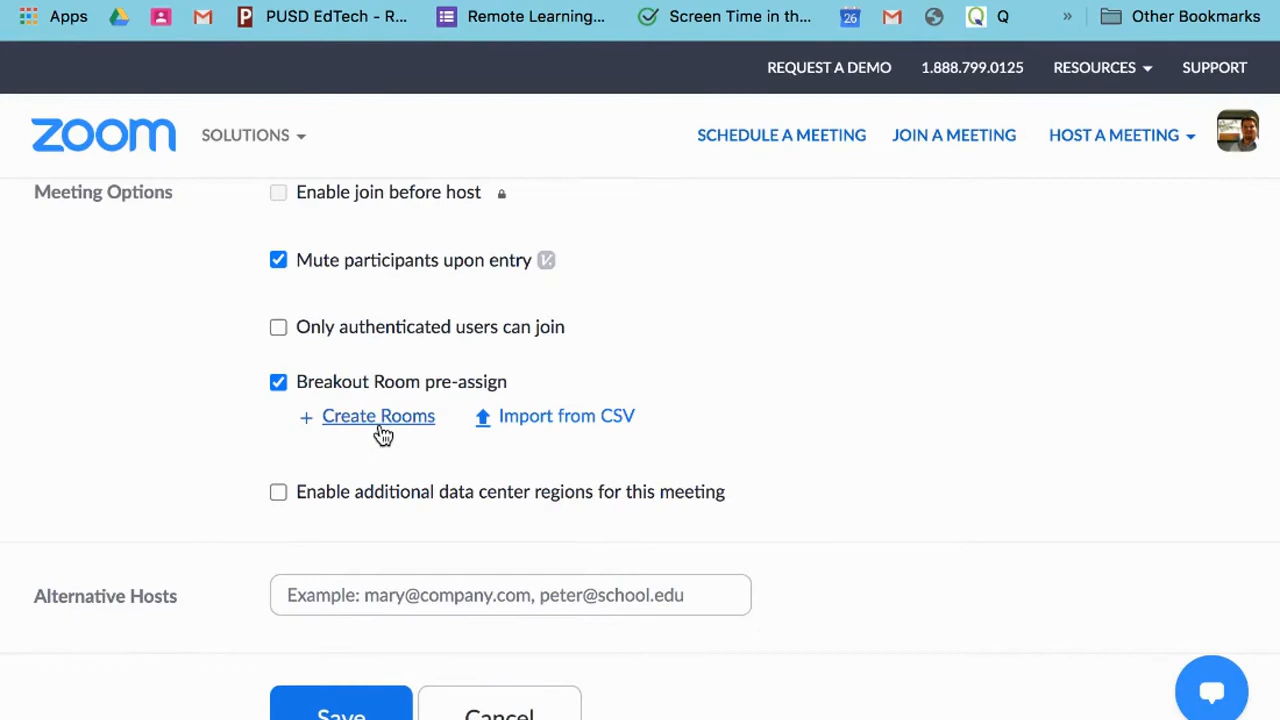 Apps PUSD EdTech - R... Remote Learning... Screen Time in th... 26 Q » Other Bookmarks
REQUEST A DEMO 1.888.799.0125 RESOURCES SUPPORT
zoom SOLUTIONS SCHEDULE A MEETING JOIN A MEETING HOST A MEETING
Meeting Options Enable join before host
Mute participants upon entry
Only authenticated users can join
Breakout Room pre-assign
+ Create Rooms Import from CSV
Enable additional data center regions for this meeting
Alternative Hosts Example: mary@company.com, peter@school.edu
Save Cancel